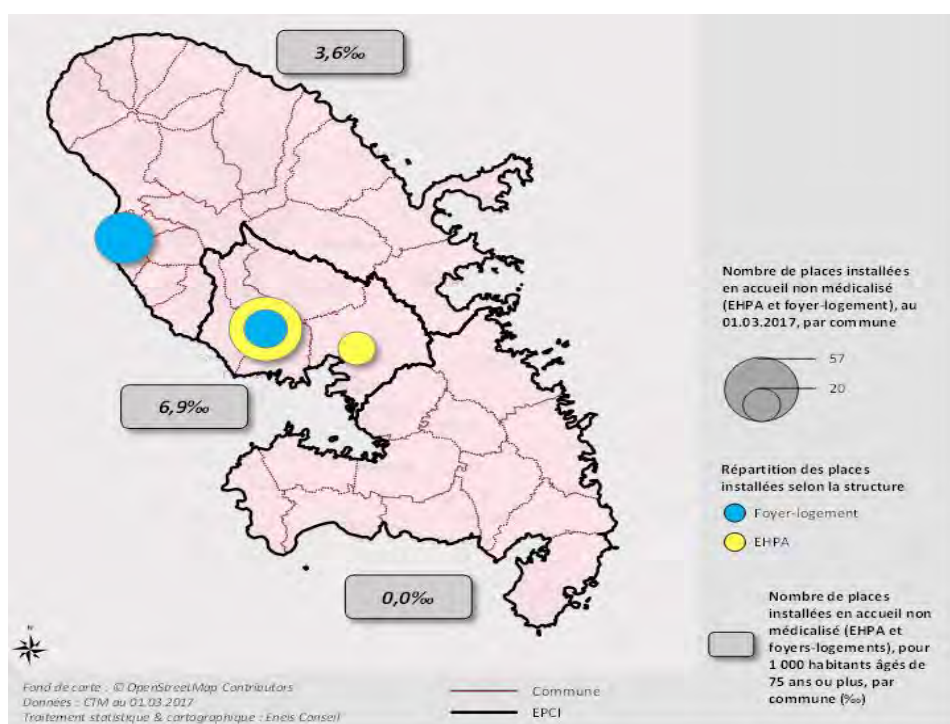 3,6‰
6,9‰
0,0‰
Nombre de places installées
en accueil non médicalisé
(EHPA et foyer-logement), au
01.03.2017, par commune
57
20
Répartition des places
installées selon la structure
Foyer-logement
EHPA
Nombre de places
installées en accueil non
médicalisé (EHPA et
foyers-logements), pour
1 000 habitants âgés de
75 ans ou plus, par
commune (‰)
N
Fond de carte : © OpenStreetMap Contributors
Données : CTM au 01.03.2017
Traitement statistique & cartographique : Eneis Conseil
Commune
EPCI